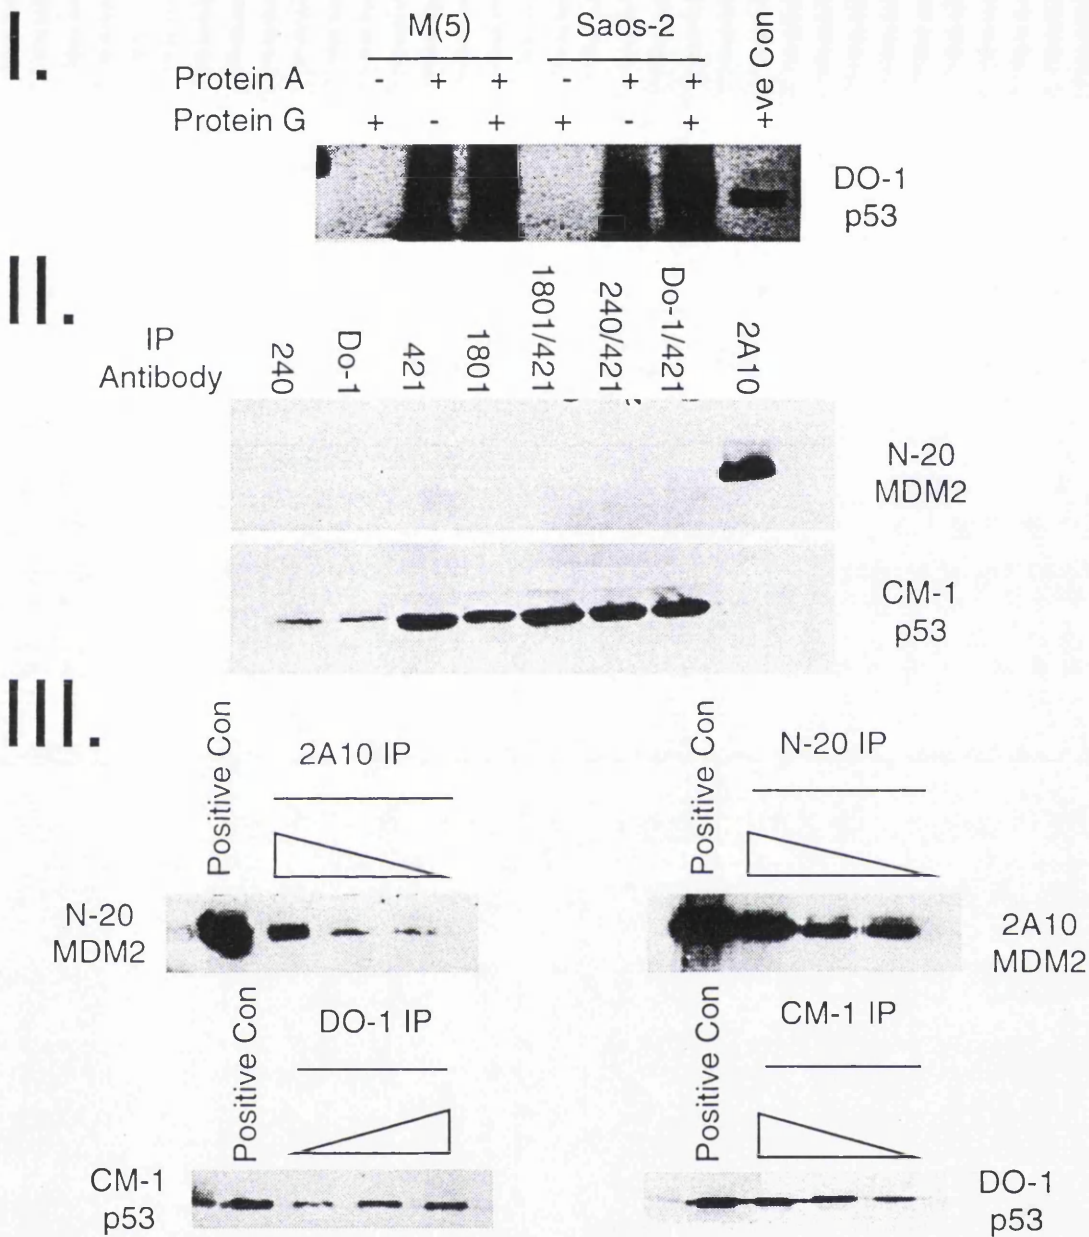 I.
M(5) Saos-2 +ve Con
Protein A - + + - + +
Protein G + - + + - +
DO-1
p53
II.
IP
Antibody
240 Do-1 421 1801 1801/421 240/421 Do-1/421 2A10
N-20
MDM2
CM-1
p53
III.
Positive Con 2A10 IP
N-20
MDM2
Positive Con N-20 IP
2A10
MDM2
Positive Con DO-1 IP
CM-1
p53
Positive Con CM-1 IP
DO-1
p53